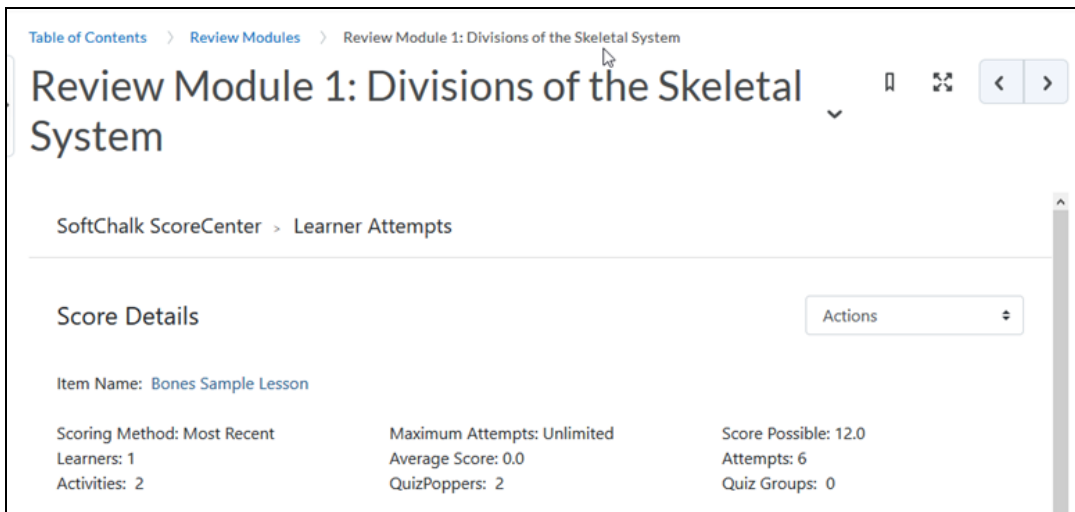 Table of Contents > Review Modules > Review Module 1: Divisions of the Skeletal System
Review Module 1: Divisions of the Skeletal
System
SoftChalk ScoreCenter > Learner Attempts
Score Details
Actions
Item Name: Bones Sample Lesson
Scoring Method: Most Recent Maximum Attempts: Unlimited Score Possible: 12.0
Learners: 1 Average Score: 0.0 Attempts: 6
Activities: 2 QuizPoppers: 2 Quiz Groups: 0